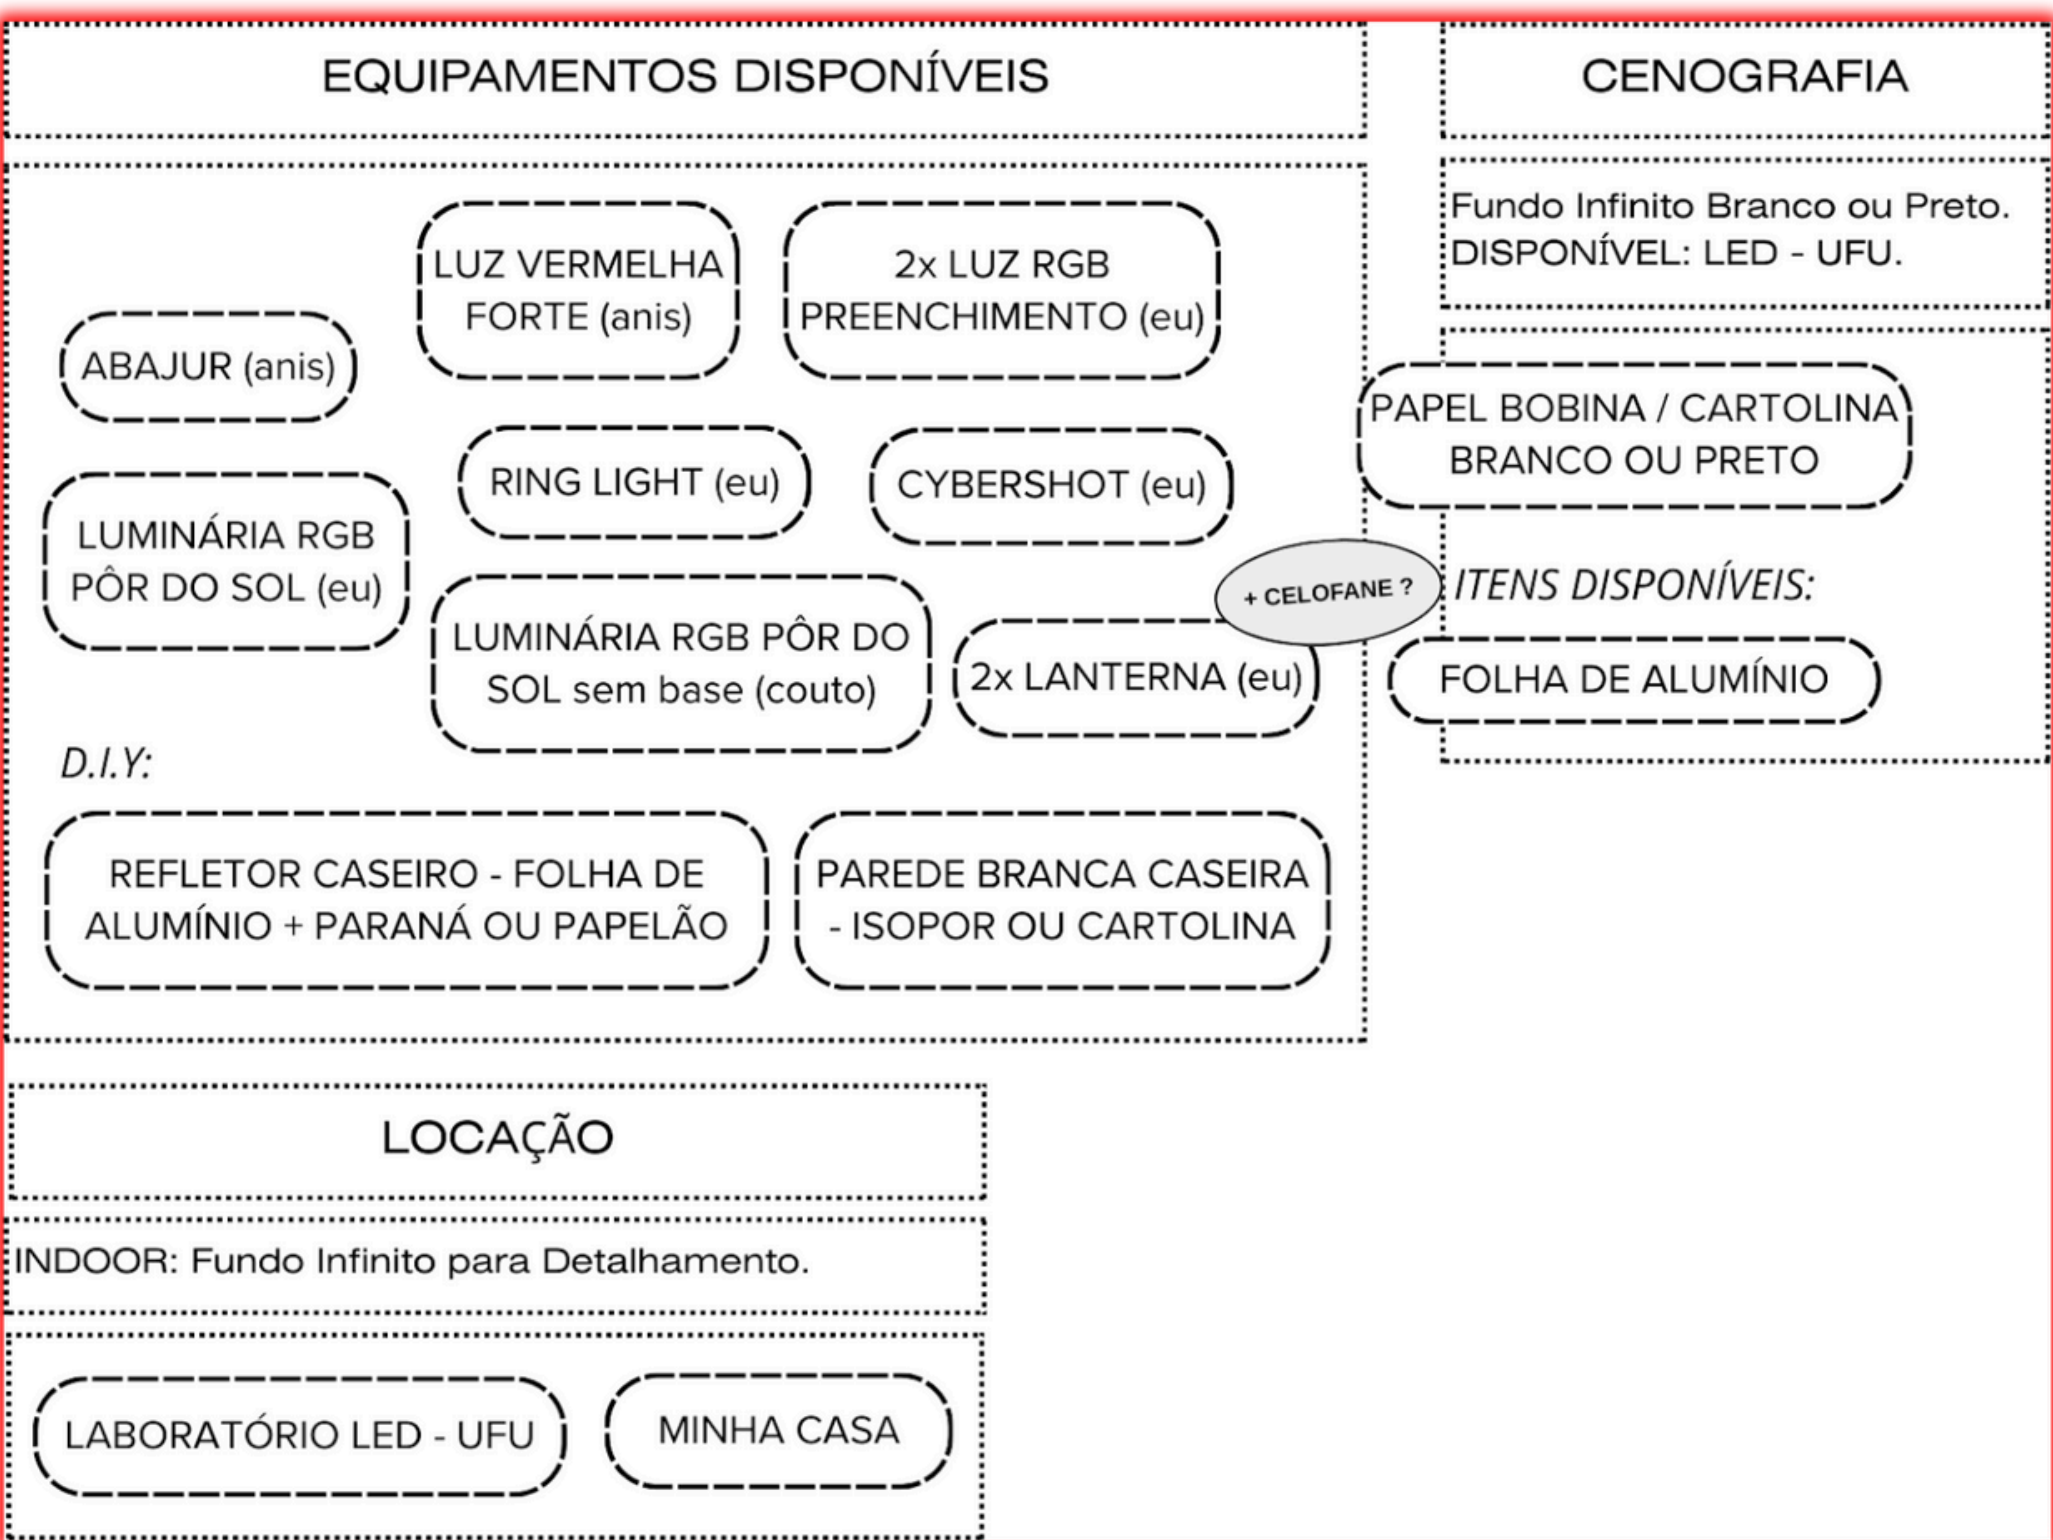 EQUIPAMENTOS DISPONÍVEIS
LUZ VERMELHA
FORTE (anis)
2x LUZ RGB
PREENCHIMENTO (eu)
ABAJUR (anis)
RING LIGHT (eu)
CYBERSHOT (eu)
LUMINÁRIA RGB
PÔR DO SOL (eu)
LUMINÁRIA RGB PÔR DO
SOL sem base (couto)
+ CELOFANE ?
2x LANTERNA (eu)
D.I.Y:
REFLETOR CASEIRO - FOLHA DE
ALUMÍNIO + PARANÁ OU PAPELÃO
PAREDE BRANCA CASEIRA
- ISOPOR OU CARTOLINA
CENOGRAFIA
Fundo Infinito Branco ou Preto.
DISPONÍVEL: LED - UFU.
PAPEL BOBINA / CARTOLINA
BRANCO OU PRETO
ITENS DISPONÍVEIS:
FOLHA DE ALUMÍNIO
LOCAÇÃO
INDOOR: Fundo Infinito para Detalhamento.
LABORATÓRIO LED - UFU
MINHA CASA